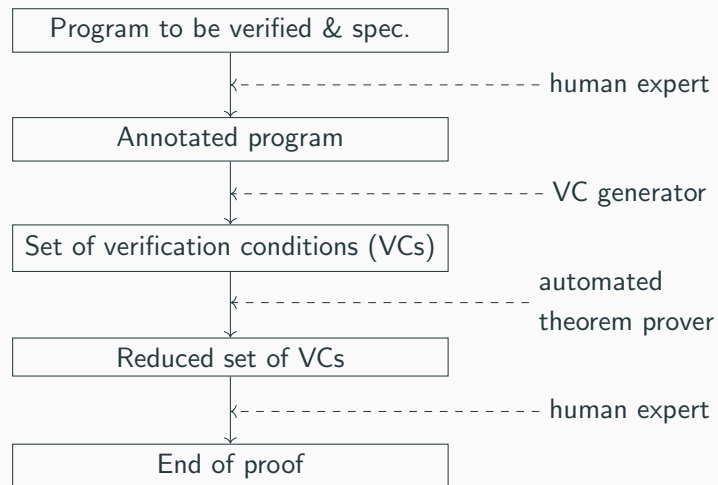 Program to be verified & spec.
human expert
Annotated program
VC generator
Set of verification conditions (VCs)
automated
theorem prover
Reduced set of VCs
human expert
End of proof